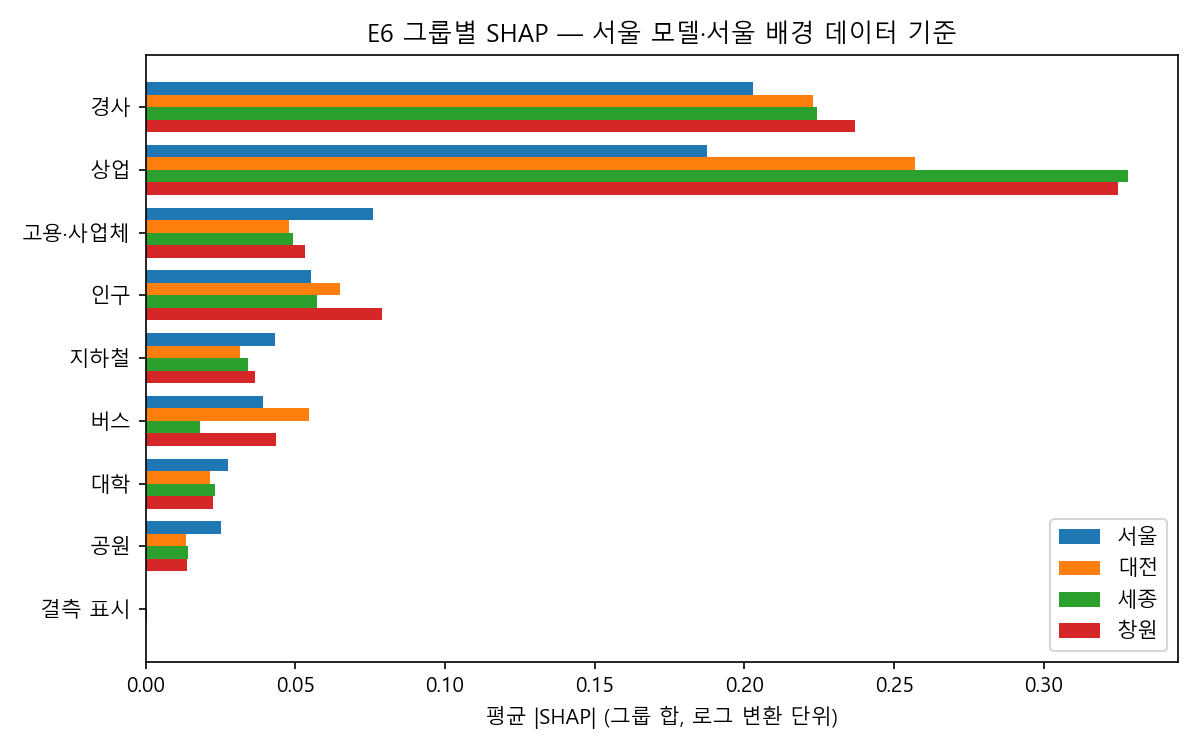 E6 그룹별 SHAP — 서울 모델·서울 배경 데이터 기준
경사
상업
고용·사업체
인구
지하철
버스
대학
공원
결측 표시
서울
대전
세종
창원
0.00 0.05 0.10 0.15 0.20 0.25 0.30
평균 |SHAP| (그룹 합, 로그 변환 단위)